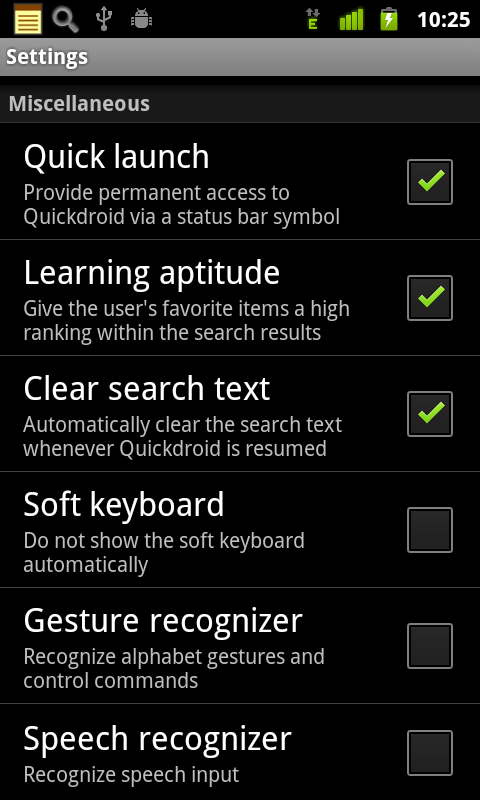 E
10:25
Settings
Miscellaneous
Quick launch
Provide permanent access to
Quickdroid via a status bar symbol
Learning aptitude
Give the user's favorite items a high
ranking within the search results
Clear search text
Automatically clear the search text
whenever Quickdroid is resumed
Soft keyboard
Do not show the soft keyboard
automatically
Gesture recognizer
Recognize alphabet gestures and
control commands
Speech recognizer
Recognize speech input